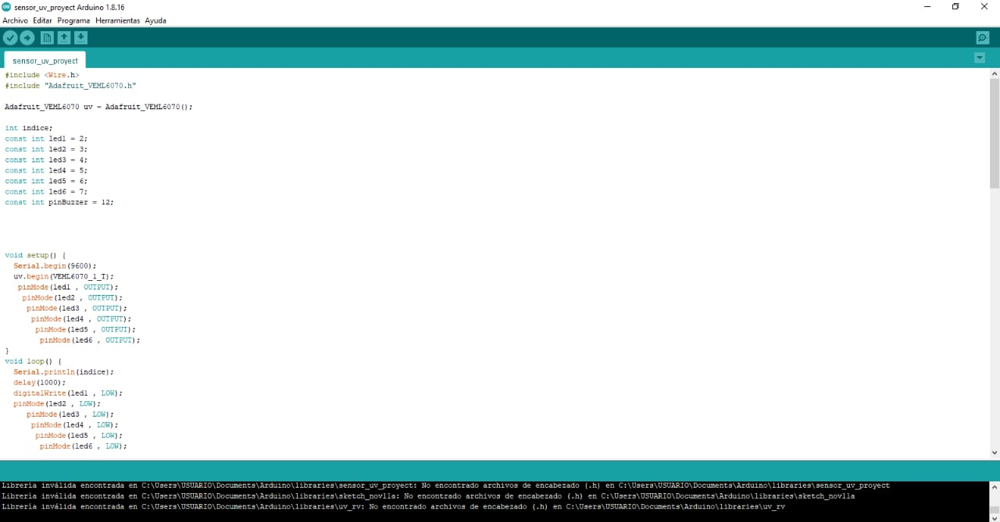 sensor_uv_proyect Arduino 1.8.16
Archivo Editar Programa Herramientas Ayuda
sensor_uv_proyect
#include <Wire.h>
#include "Adafruit_VEML6070.h"
Adafruit_VEML6070 uv = Adafruit_VEML6070();
int indice;
const int led1 = 2;
const int led2 = 3;
const int led3 = 4;
const int led4 = 5;
const int led5 = 6;
const int led6 = 7;
const int pinBuzzer = 12;
void setup() {
Serial.begin(9600);
uv.begin(VEML6070_1_T);
pinMode(led1 , OUTPUT);
pinMode(led2 , OUTPUT);
pinMode(led3 , OUTPUT);
pinMode(led4 , OUTPUT);
pinMode(led5 , OUTPUT);
pinMode(led6 , OUTPUT);
}
void loop() {
Serial.println(indice);
delay(1000);
digitalWrite(led1 , LOW);
pinMode(led2 , LOW);
pinMode(led3 , LOW);
pinMode(led4 , LOW);
pinMode(led5 , LOW);
pinMode(led6 , LOW);
Librería inválida encontrada en C:\Users\USUARIO\Documents\Arduino\libraries\sensor_uv_proyect: No encontrado archivos de encabezado (.h) en C:\Users\USUARIO\Documents\Arduino\libraries\sensor_uv_proyect
Librería inválida encontrada en C:\Users\USUARIO\Documents\Arduino\libraries\sketch_novlla: No encontrado archivos de encabezado (.h) en C:\Users\USUARIO\Documents\Arduino\libraries\sketch_novlla
Librería inválida encontrada en C:\Users\USUARIO\Documents\Arduino\libraries\uv_rv: No encontrado archivos de encabezado (.h) en C:\Users\USUARIO\Documents\Arduino\libraries\uv_rv